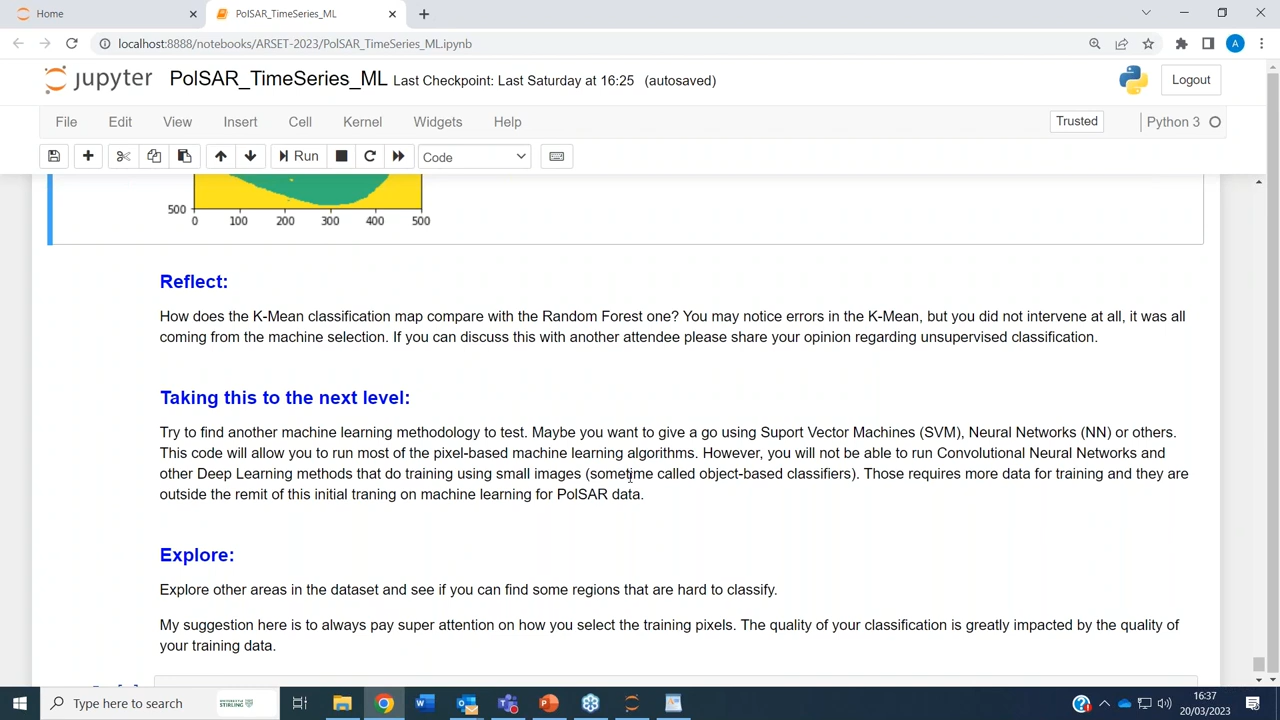 Home
PolSAR_TimeSeries_ML
localhost:8888/notebooks/ARSET-2023/PolSAR_TimeSeries_ML.ipynb
A
jupyter PolSAR_TimeSeries_ML Last Checkpoint: Last Saturday at 16:25 (autosaved)
Logout
File Edit View Insert Cell Kernel Widgets Help
Trusted
Python 3
Run
Code
500
0 100 200 300 400 500
Reflect:
How does the K-Mean classification map compare with the Random Forest one? You may notice errors in the K-Mean, but you did not intervene at all, it was all
coming from the machine selection. If you can discuss this with another attendee please share your opinion regarding unsupervised classification.
Taking this to the next level:
Try to find another machine learning methodology to test. Maybe you want to give a go using Suport Vector Machines (SVM), Neural Networks (NN) or others.
This code will allow you to run most of the pixel-based machine learning algorithms. However, you will not be able to run Convolutional Neural Networks and
other Deep Learning methods that do training using small images (sometime called object-based classifiers). Those requires more data for training and they are
outside the remit of this initial traning on machine learning for PolSAR data.
Explore:
Explore other areas in the dataset and see if you can find some regions that are hard to classify.
My suggestion here is to always pay super attention on how you select the training pixels. The quality of your classification is greatly impacted by the quality of
your training data.
Type here to search
16:37
20/03/2023